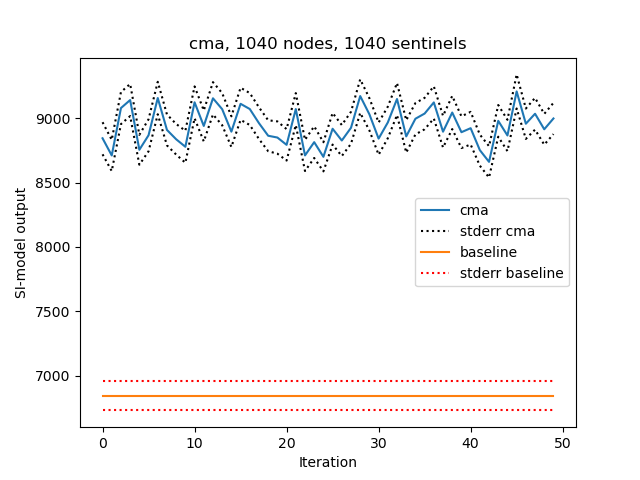 cma, 1040 nodes, 1040 sentinels
SI-model output
9000
8500
8000
7500
7000
cma
stderr cma
baseline
stderr baseline
0 10 20 30 40 50
Iteration